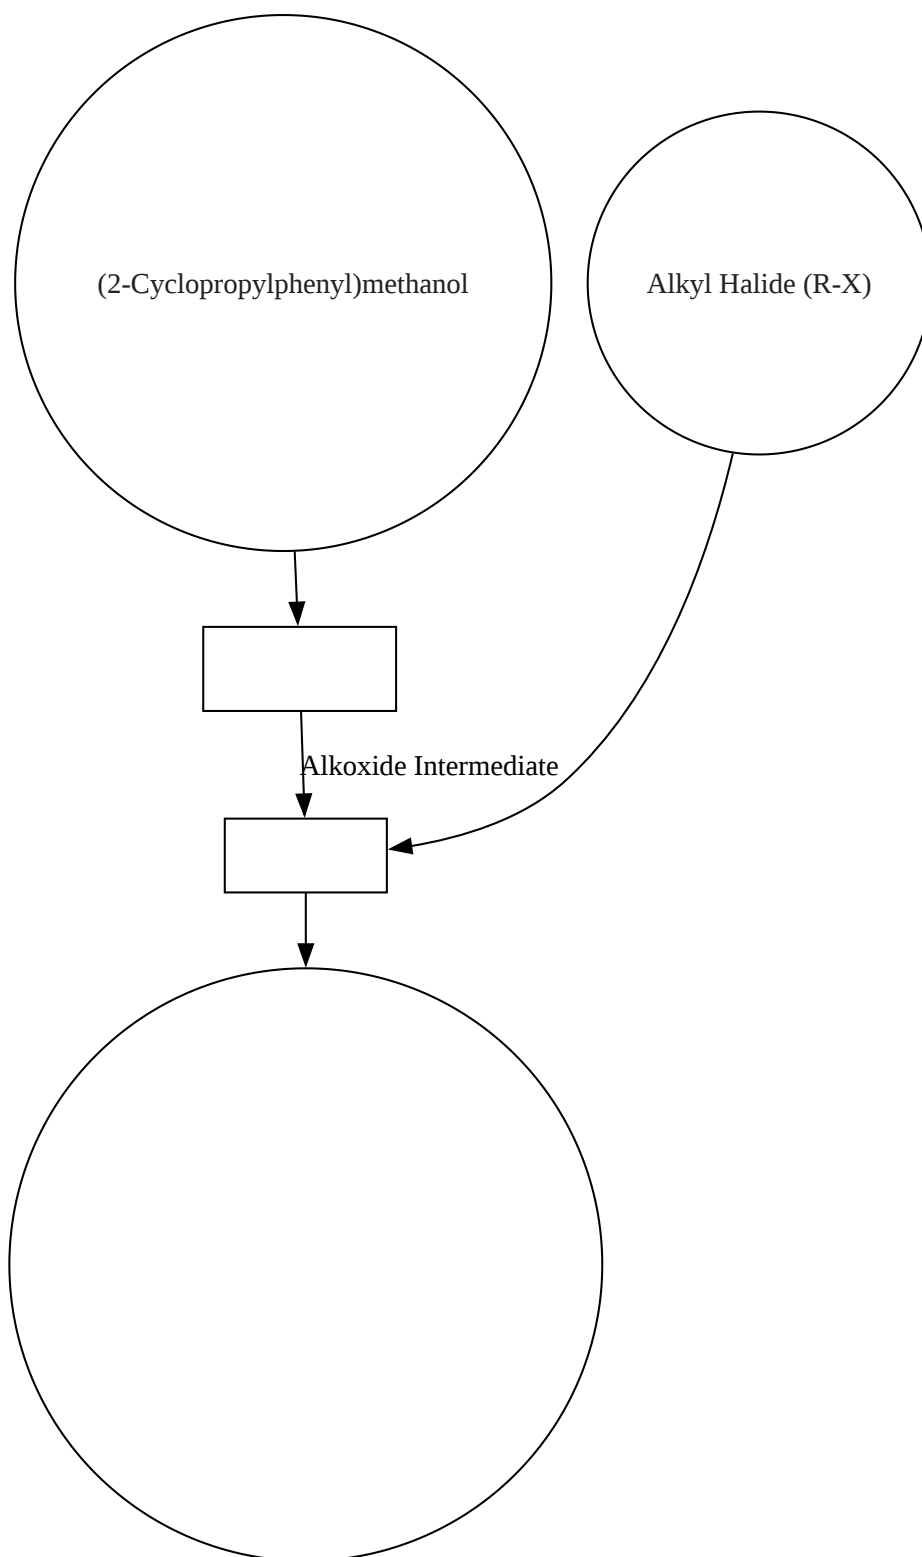 (2-Cyclopropylphenyl)methanol
Alkyl Halide (R-X)
Alkoxide Intermediate